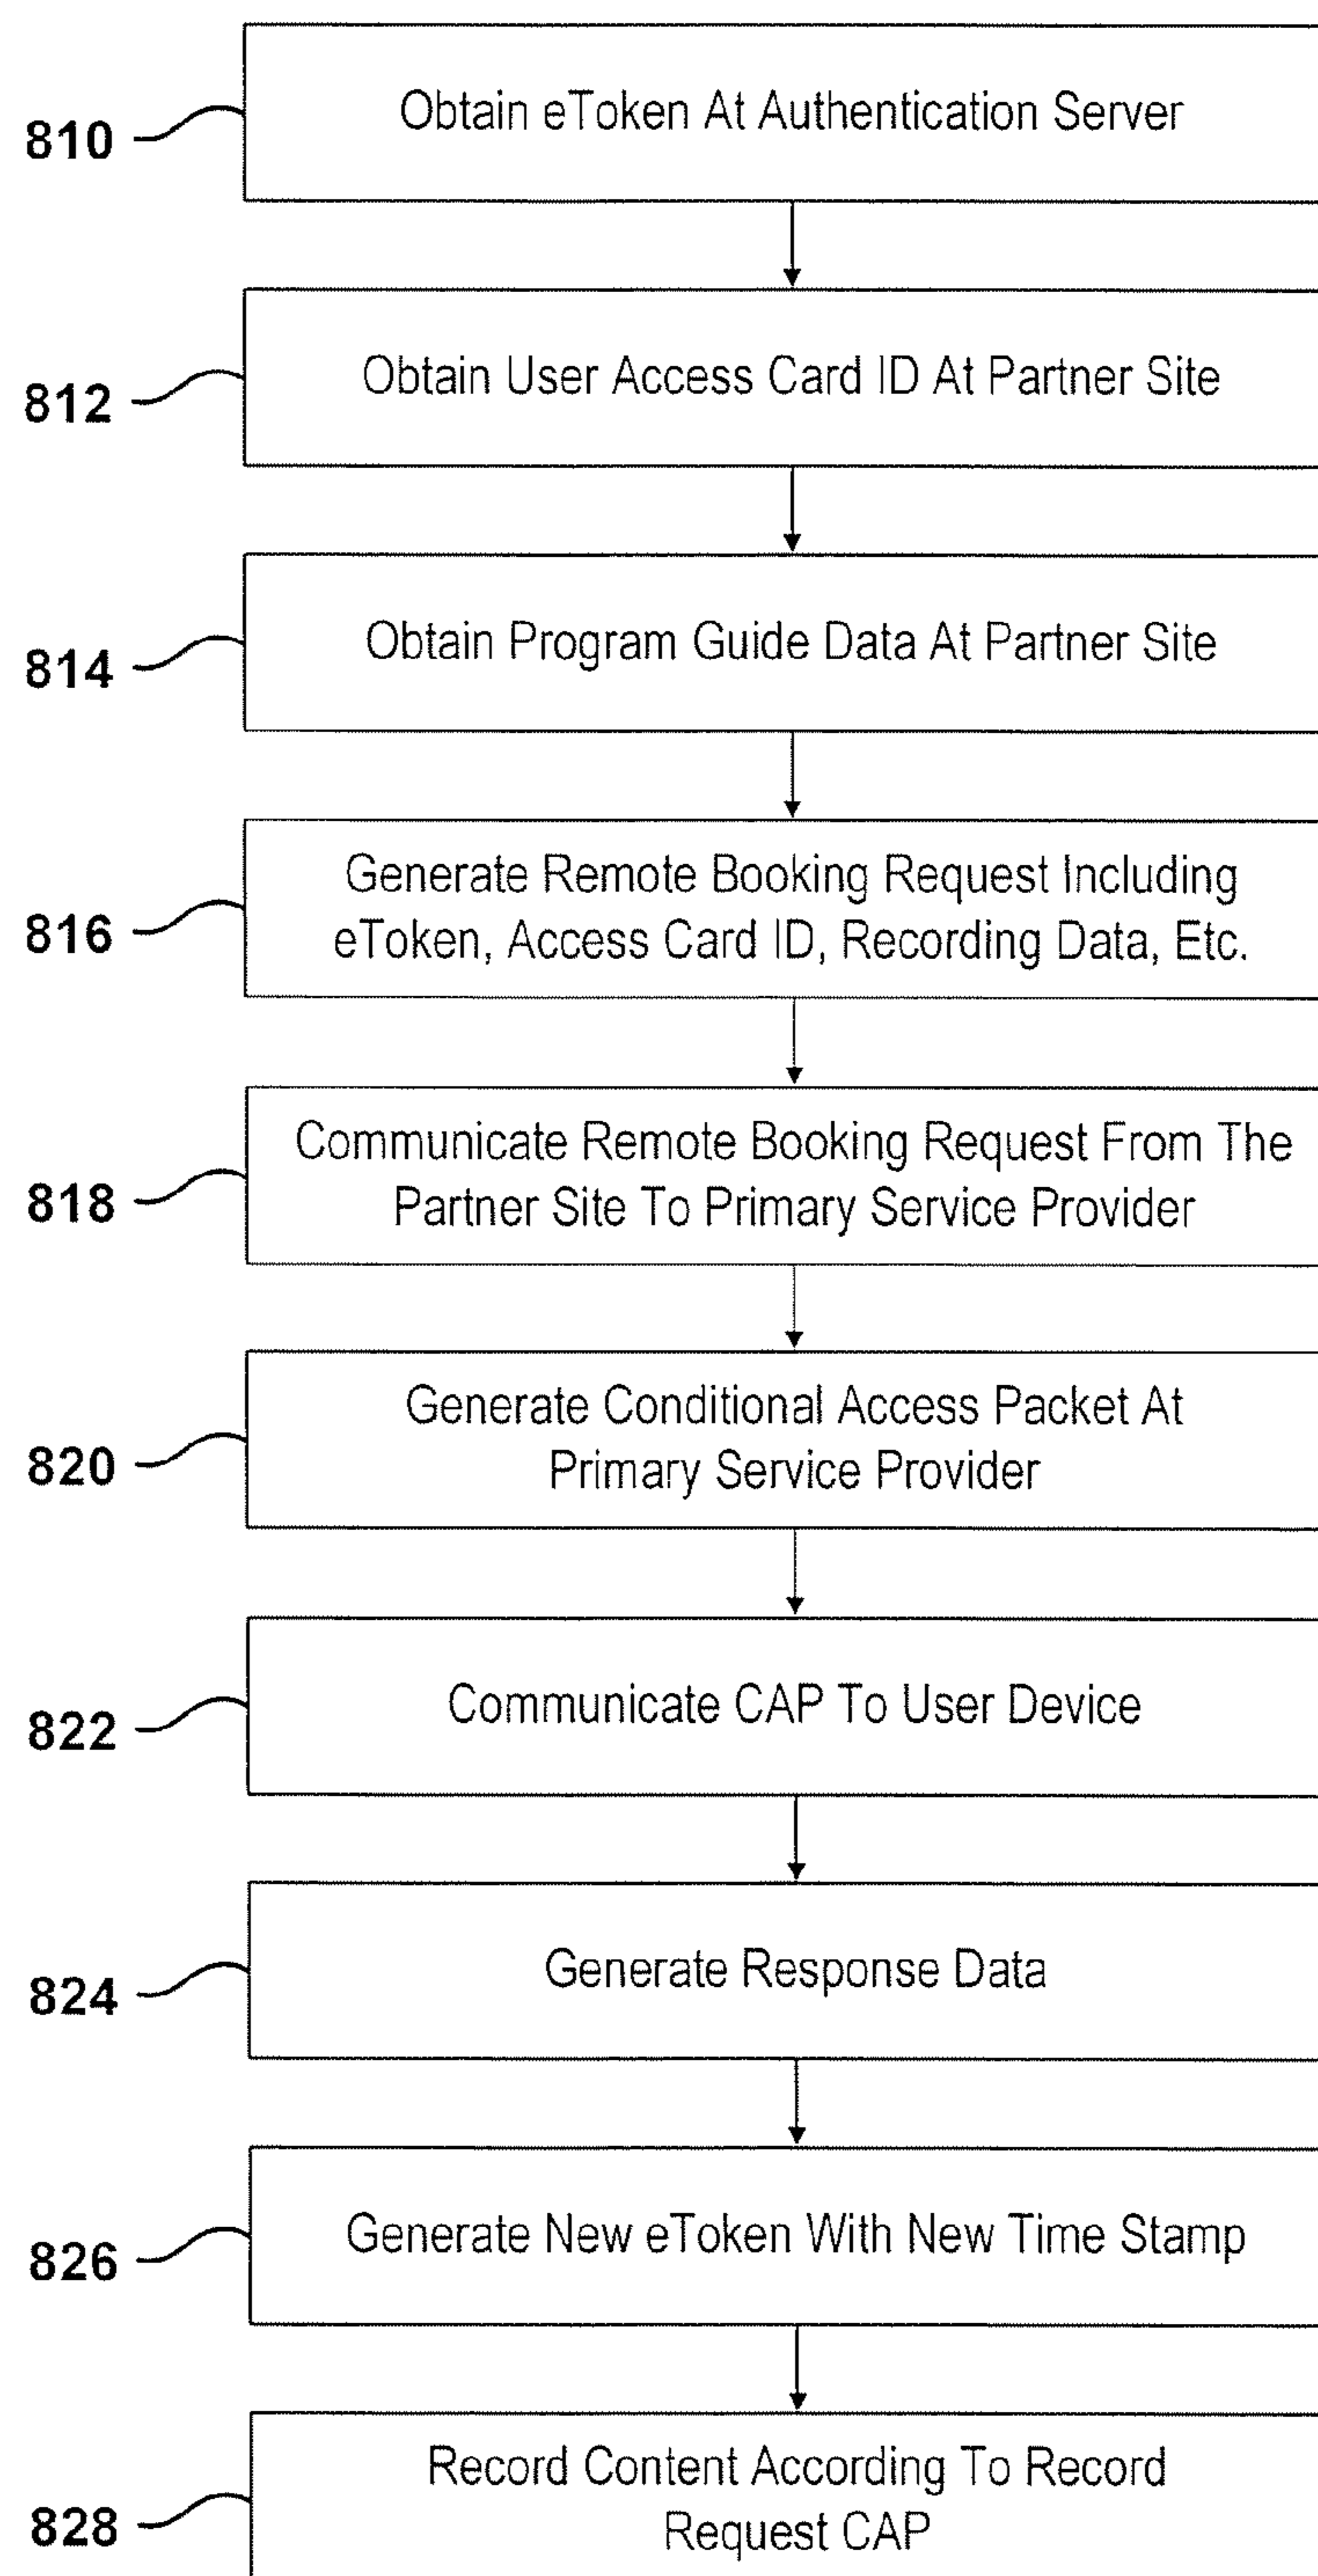 810
Obtain eToken At Authentication Server
812
Obtain User Access Card ID At Partner Site
814
Obtain Program Guide Data At Partner Site
816
Generate Remote Booking Request Including
eToken, Access Card ID, Recording Data, Etc.
818
Communicate Remote Booking Request From The
Partner Site To Primary Service Provider
820
Generate Conditional Access Packet At
Primary Service Provider
822
Communicate CAP To User Device
824
Generate Response Data
826
Generate New eToken With New Time Stamp
828
Record Content According To Record
Request CAP